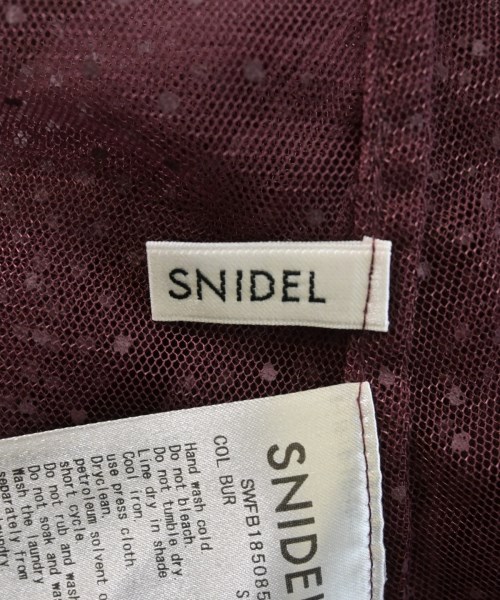 SNIDEL
SNIDEL
SWFB185085
COL BUR
Hand wash cold
Do not bleach.
Do not tumble dry
Line dry in shade
Cool iron.
use press cloth
Dryclean.
petroleum solvent o
short cycle.
Do not rub and wash
Do not soak and was
Wash the laundry
separately from